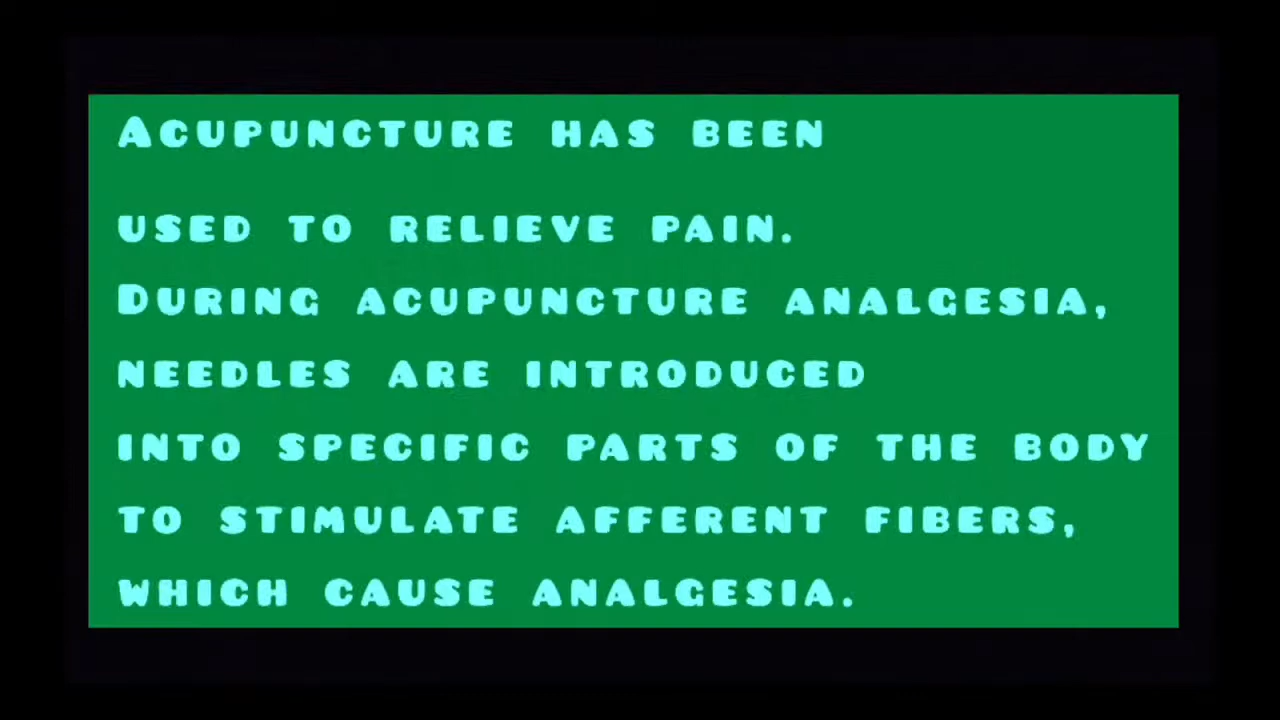 Acupuncture has been
used to relieve pain.
During acupuncture analgesia,
needles are introduced
into specific parts of the body
to stimulate afferent fibers,
which cause analgesia.